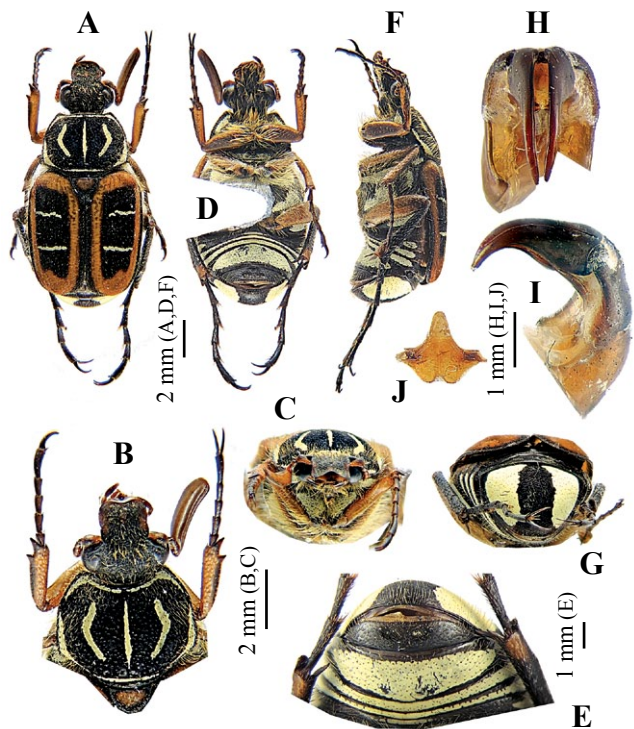 A
F
H
D
I
2 mm (A,D,F)
1 mm (H,I,J)
J
C
B
G
2 mm (B,C)
1 mm (E)
E